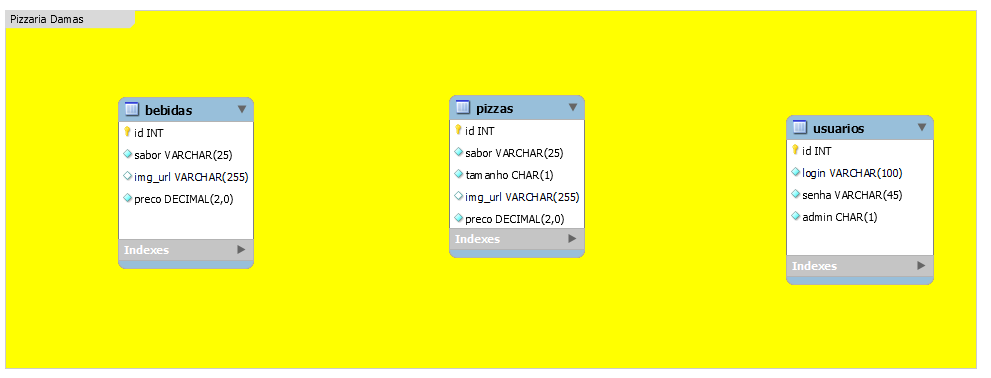 Pizzaria Damas
bebidas
id INT
sabor VARCHAR(25)
img_url VARCHAR(255)
preco DECIMAL(2,0)
Indexes
pizzas
id INT
sabor VARCHAR(25)
tamanho CHAR(1)
img_url VARCHAR(255)
preco DECIMAL(2,0)
Indexes
usuarios
id INT
login VARCHAR(100)
senha VARCHAR(45)
admin CHAR(1)
Indexes